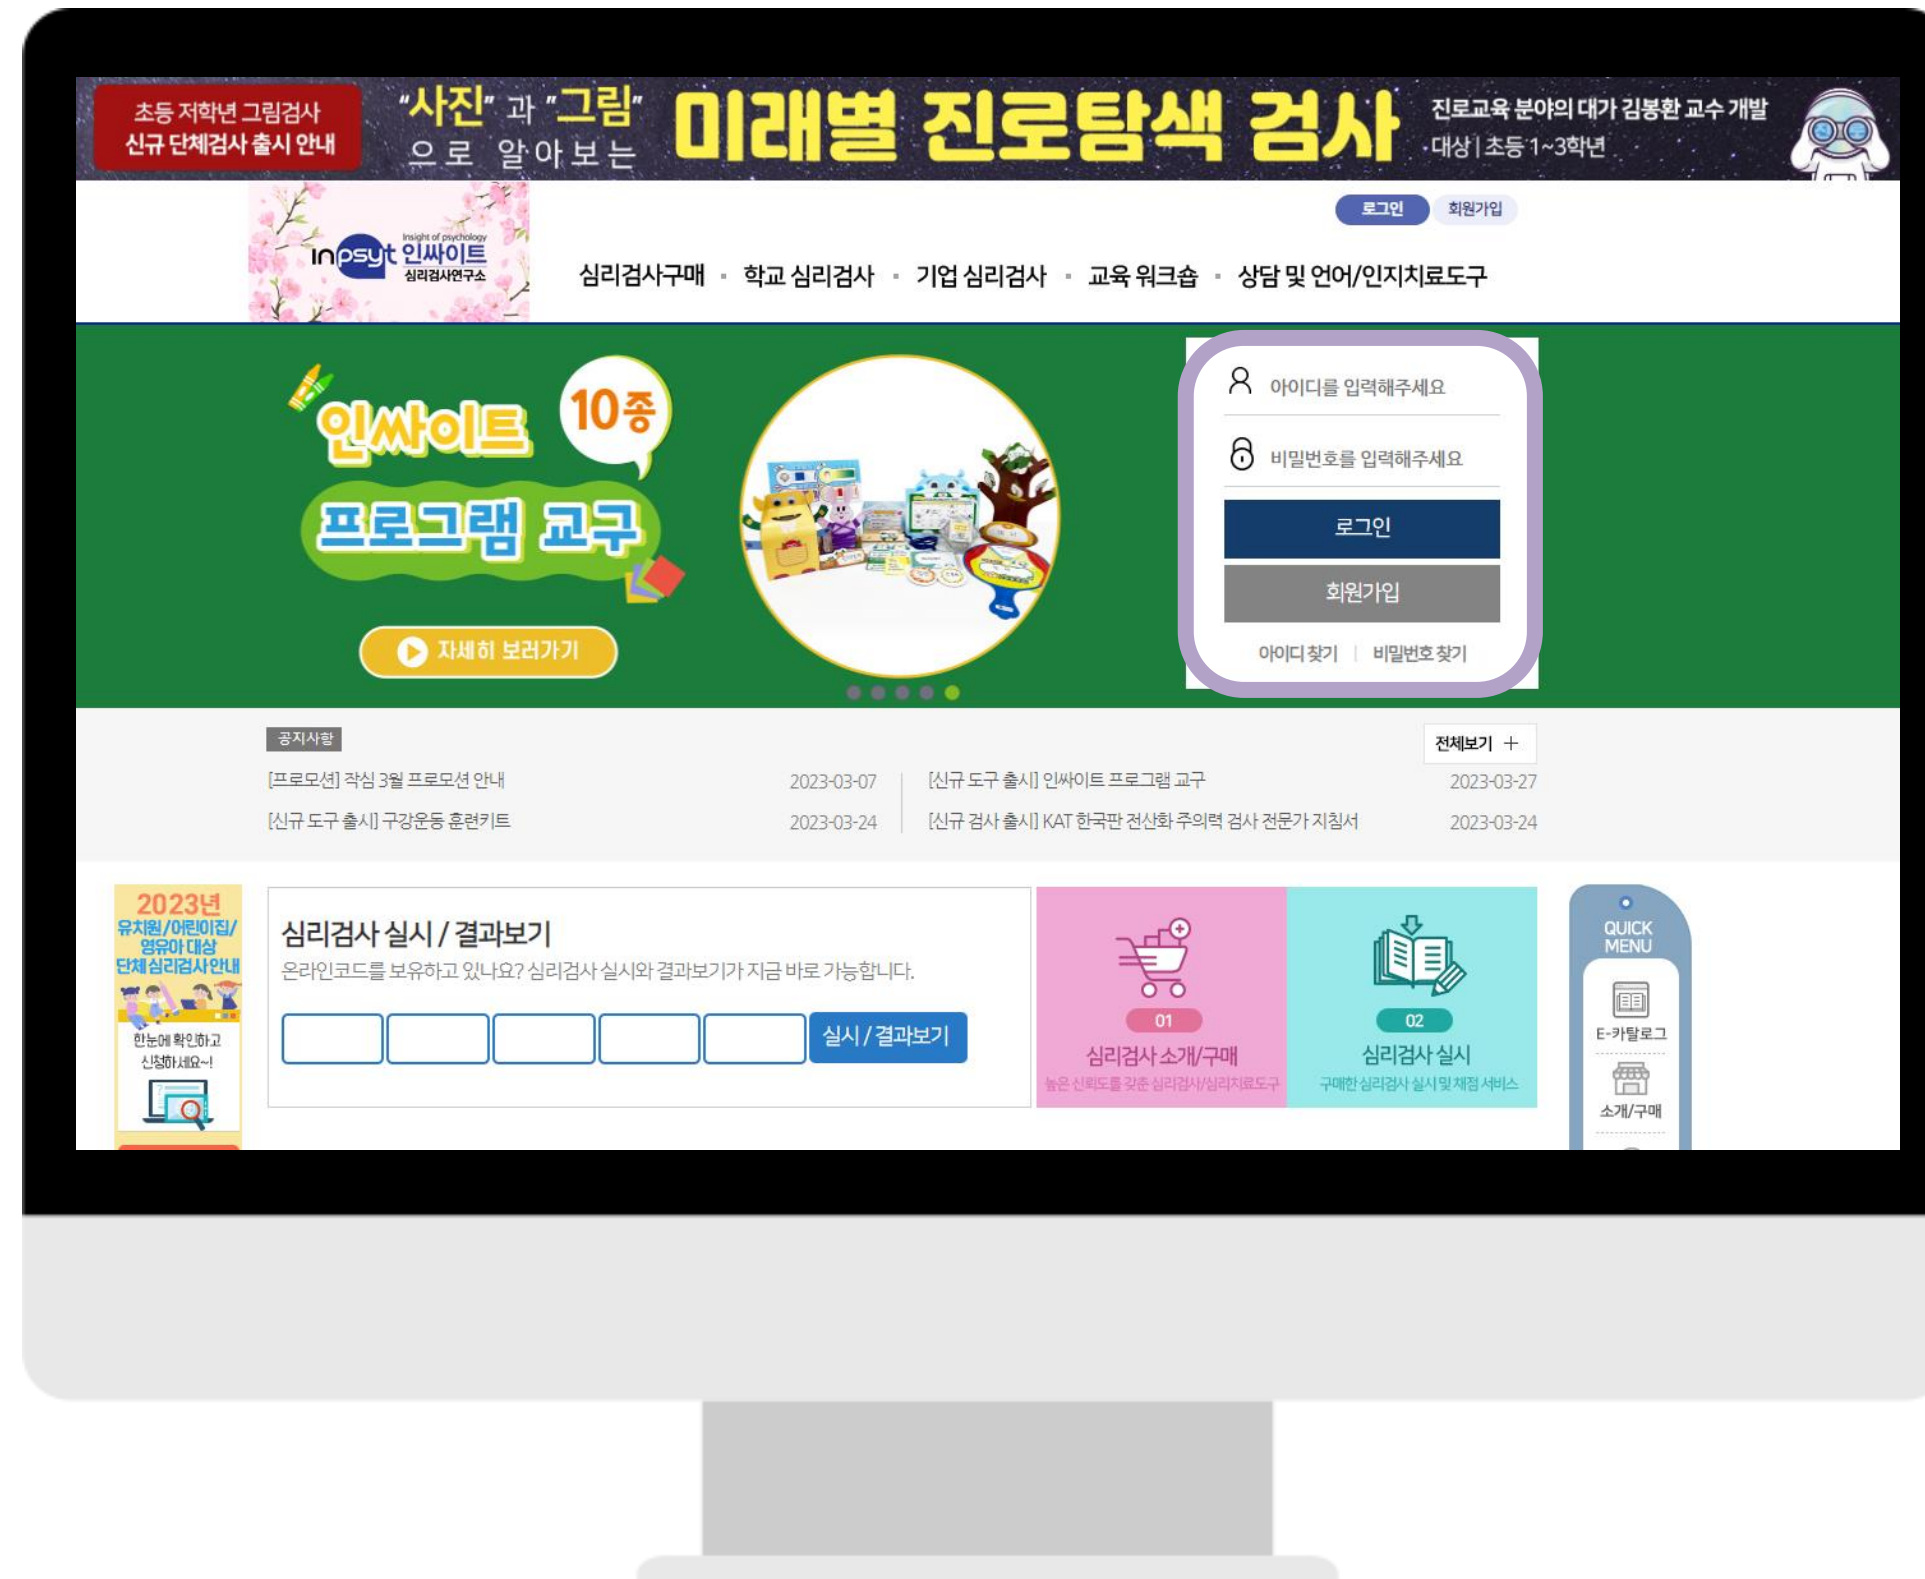 초등 저학년 그림검사
신규 단체검사 출시 안내
"사진" 과 "그림"
으로 알아보는
미래별 진로탐색 검사
진로교육 분야의 대가 김봉환 교수 개발
대상 | 초등 1~3학년
로그인 회원가입
Insight of psychology
inpsyt 인싸이트
심리검사연구소
심리검사구매 학교 심리검사 기업 심리검사 교육 워크숍 상담 및 언어/인지치료도구
인싸이트 10종
프로그램 교구
자세히 보러가기
아이디를 입력해주세요
비밀번호를 입력해주세요
로그인
회원가입
아이디 찾기 | 비밀번호 찾기
공지사항
전체보기 +
[프로모션] 작심 3월 프로모션 안내 2023-03-07
[신규 도구 출시] 인싸이트 프로그램 교구 2023-03-27
[신규 도구 출시] 구강운동 훈련키트 2023-03-24
[신규 검사 출시] KAT 한국판 전산화 주의력 검사 전문가 지침서 2023-03-24
2023년
유치원/어린이집/
영유아 대상
단체 심리검사 안내
한눈에 확인하고
신청하세요~!
심리검사 실시 / 결과보기
온라인코드를 보유하고 있나요? 심리검사 실시와 결과보기가 지금 바로 가능합니다.
실시 / 결과보기
01
심리검사 소개/구매
높은 신뢰도를 갖춘 심리검사/심리치료도구
02
심리검사 실시
구매한 심리검사 실시 및 채점 서비스
QUICK
MENU
E-카탈로그
소개/구매